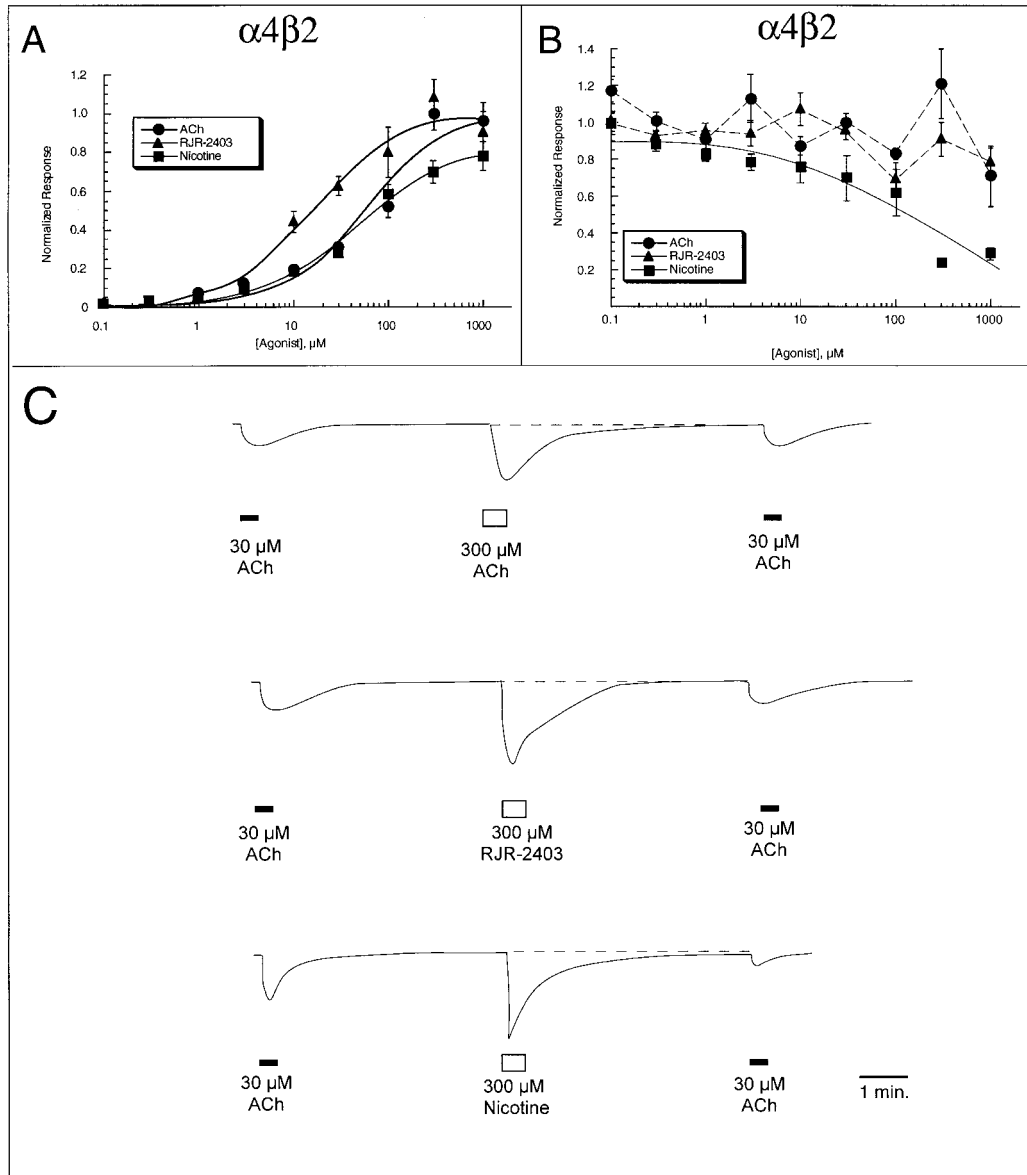 A
α4β2
Normalized Response
1.2
1.0
0.8
0.6
0.4
0.2
0
ACh
RJR-2403
Nicotine
0.1
1
10
100
1000
[Agonist], µM
B
α4β2
Normalized Response
1.4
1.2
1.0
0.8
0.6
0.4
0.2
ACh
RJR-2403
Nicotine
0.1
1
10
100
1000
[Agonist], µM
C
30 µM
ACh
300 µM
ACh
30 µM
ACh
30 µM
ACh
300 µM
RJR-2403
30 µM
ACh
30 µM
ACh
300 µM
Nicotine
30 µM
ACh
1 min.